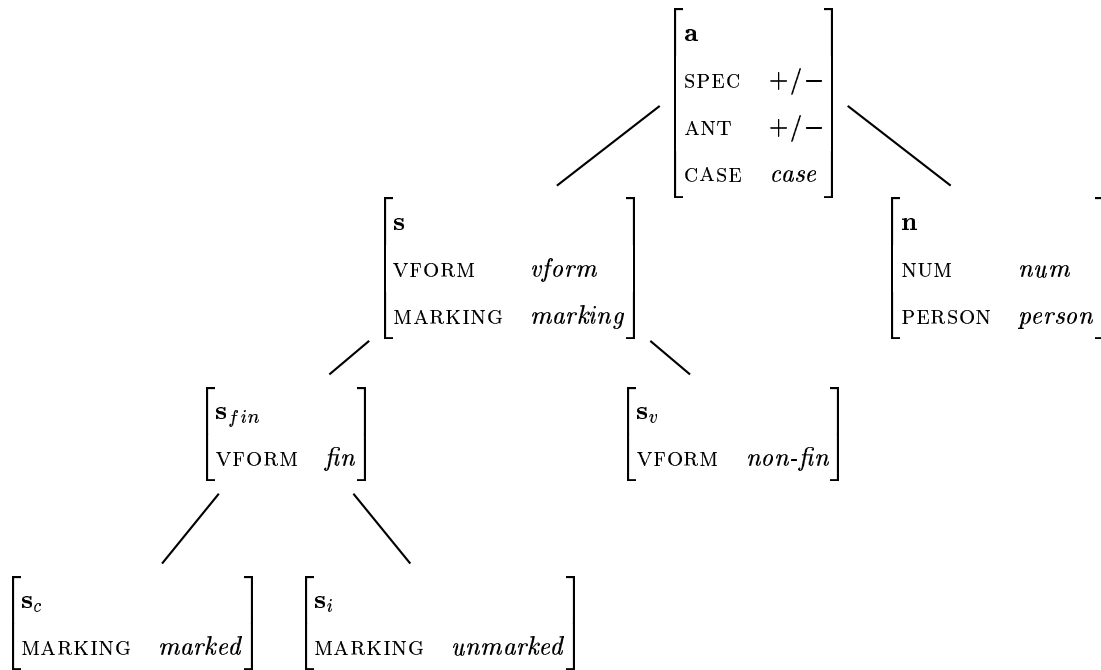 a
SPEC +/−
ANT +/−
CASE case
s
VFORM vform
MARKING marking
n
NUM num
PERSON person
s_fin
VFORM fin
s_v
VFORM non-fin
s_c
MARKING marked
s_i
MARKING unmarked